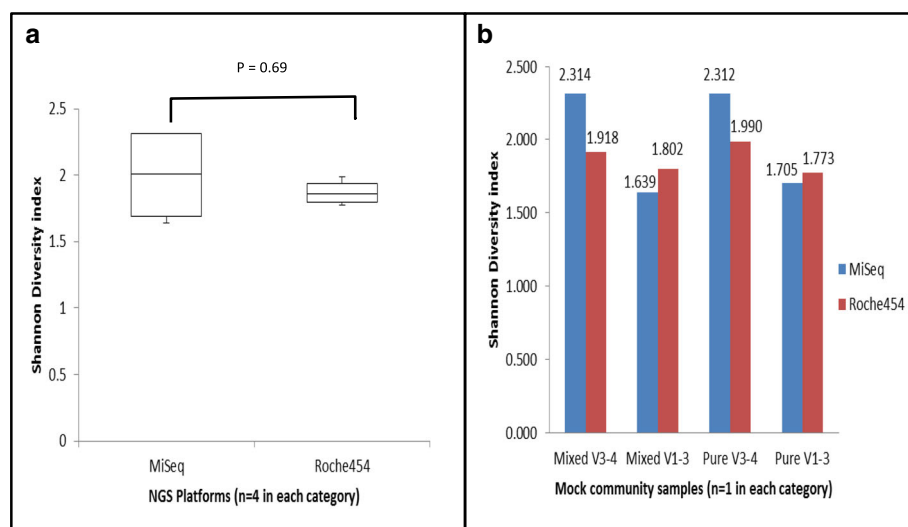 a
P = 0.69
Shannon Diversity index
2.5
2
1.5
1
0.5
0
MiSeq
Roche454
NGS Platforms (n=4 in each category)
b
Shannon Diversity index
2.500
2.000
1.500
1.000
0.500
0.000
2.314
1.918
1.639
1.802
2.312
1.990
1.705
1.773
MiSeq
Roche454
Mixed V3-4
Mixed V1-3
Pure V3-4
Pure V1-3
Mock community samples (n=1 in each category)